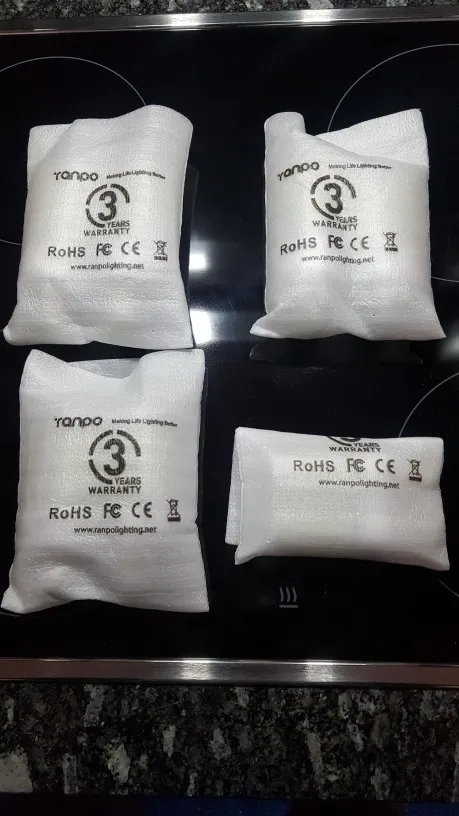 ranpo Making Life Lighting Better
3
YEARS
WARRANTY
RoHS FC CE
www.ranpolighting.net
ranpo Making Life Lighting Better
3
YEARS
WARRANTY
RoHS FC CE
www.ranpolighting.net
ranpo Making Life Lighting Better
3
YEARS
WARRANTY
RoHS FC CE
www.ranpolighting.net
YEARS
WARRANTY
RoHS FC CE
www.ranpolighting.net